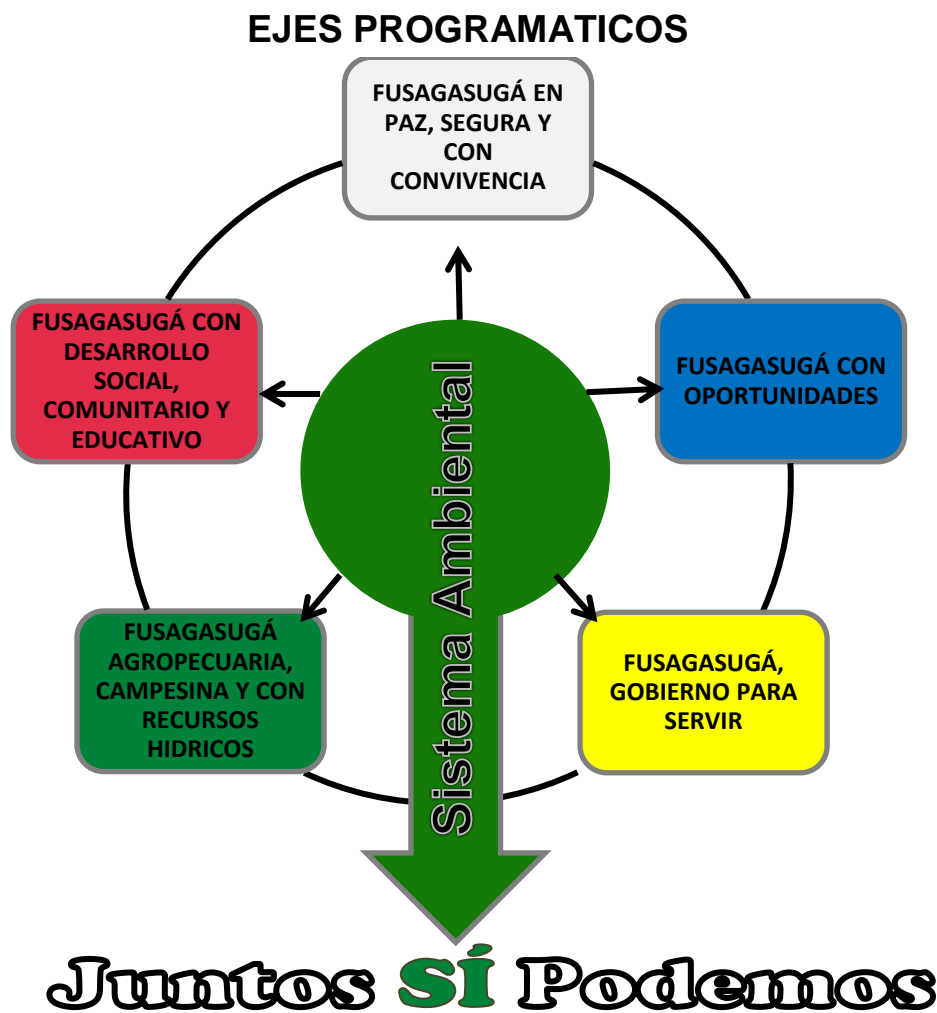 EJES PROGRAMATICOS
FUSAGASUGÁ EN
PAZ, SEGURA Y
CON
CONVIVENCIA
FUSAGASUGÁ CON
DESARROLLO
SOCIAL,
COMUNITARIO Y
EDUCATIVO
FUSAGASUGÁ CON
OPORTUNIDADES
Sistema Ambiental
FUSAGASUGÁ
AGROPECUARIA,
CAMPESINA Y CON
RECURSOS
HIDRICOS
FUSAGASUGÁ,
GOBIERNO PARA
SERVIR
Juntos SÍ Podemos